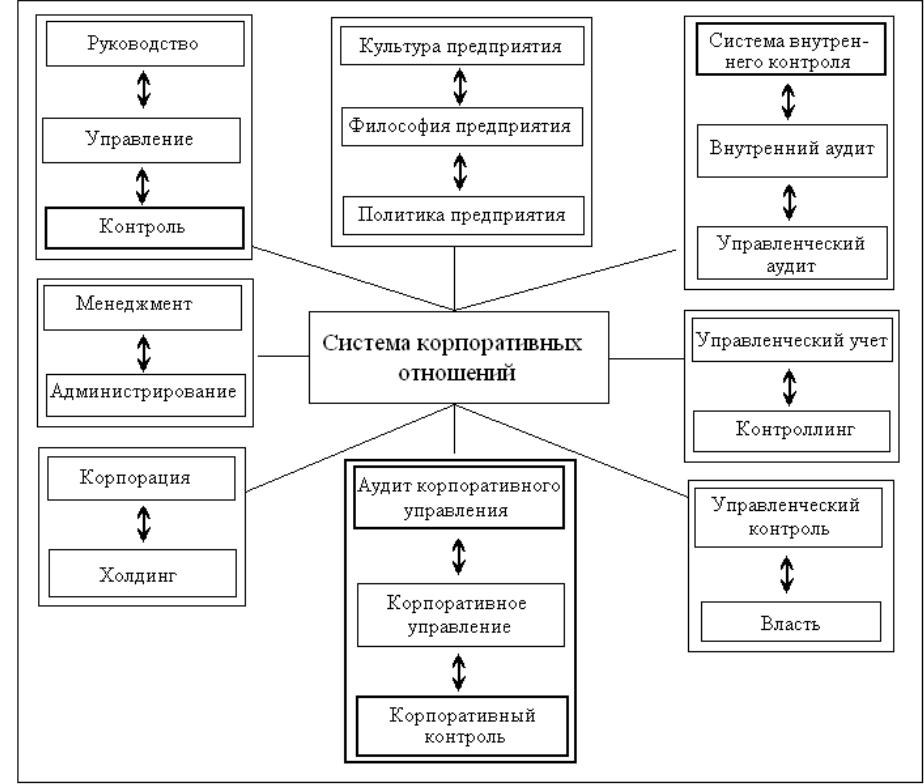 Руководство
Управление
Контроль
Культура предприятия
Философия предприятия
Политика предприятия
Система внутрен-
него контроля
Внутренний аудит
Управленческий
аудит
Менеджмент
Администрирование
Система корпоративных
отношений
Управленческий учет
Контроллинг
Корпорация
Холдинг
Аудит корпоративного
управления
Корпоративное
управление
Корпоративный
контроль
Управленческий
контроль
Власть